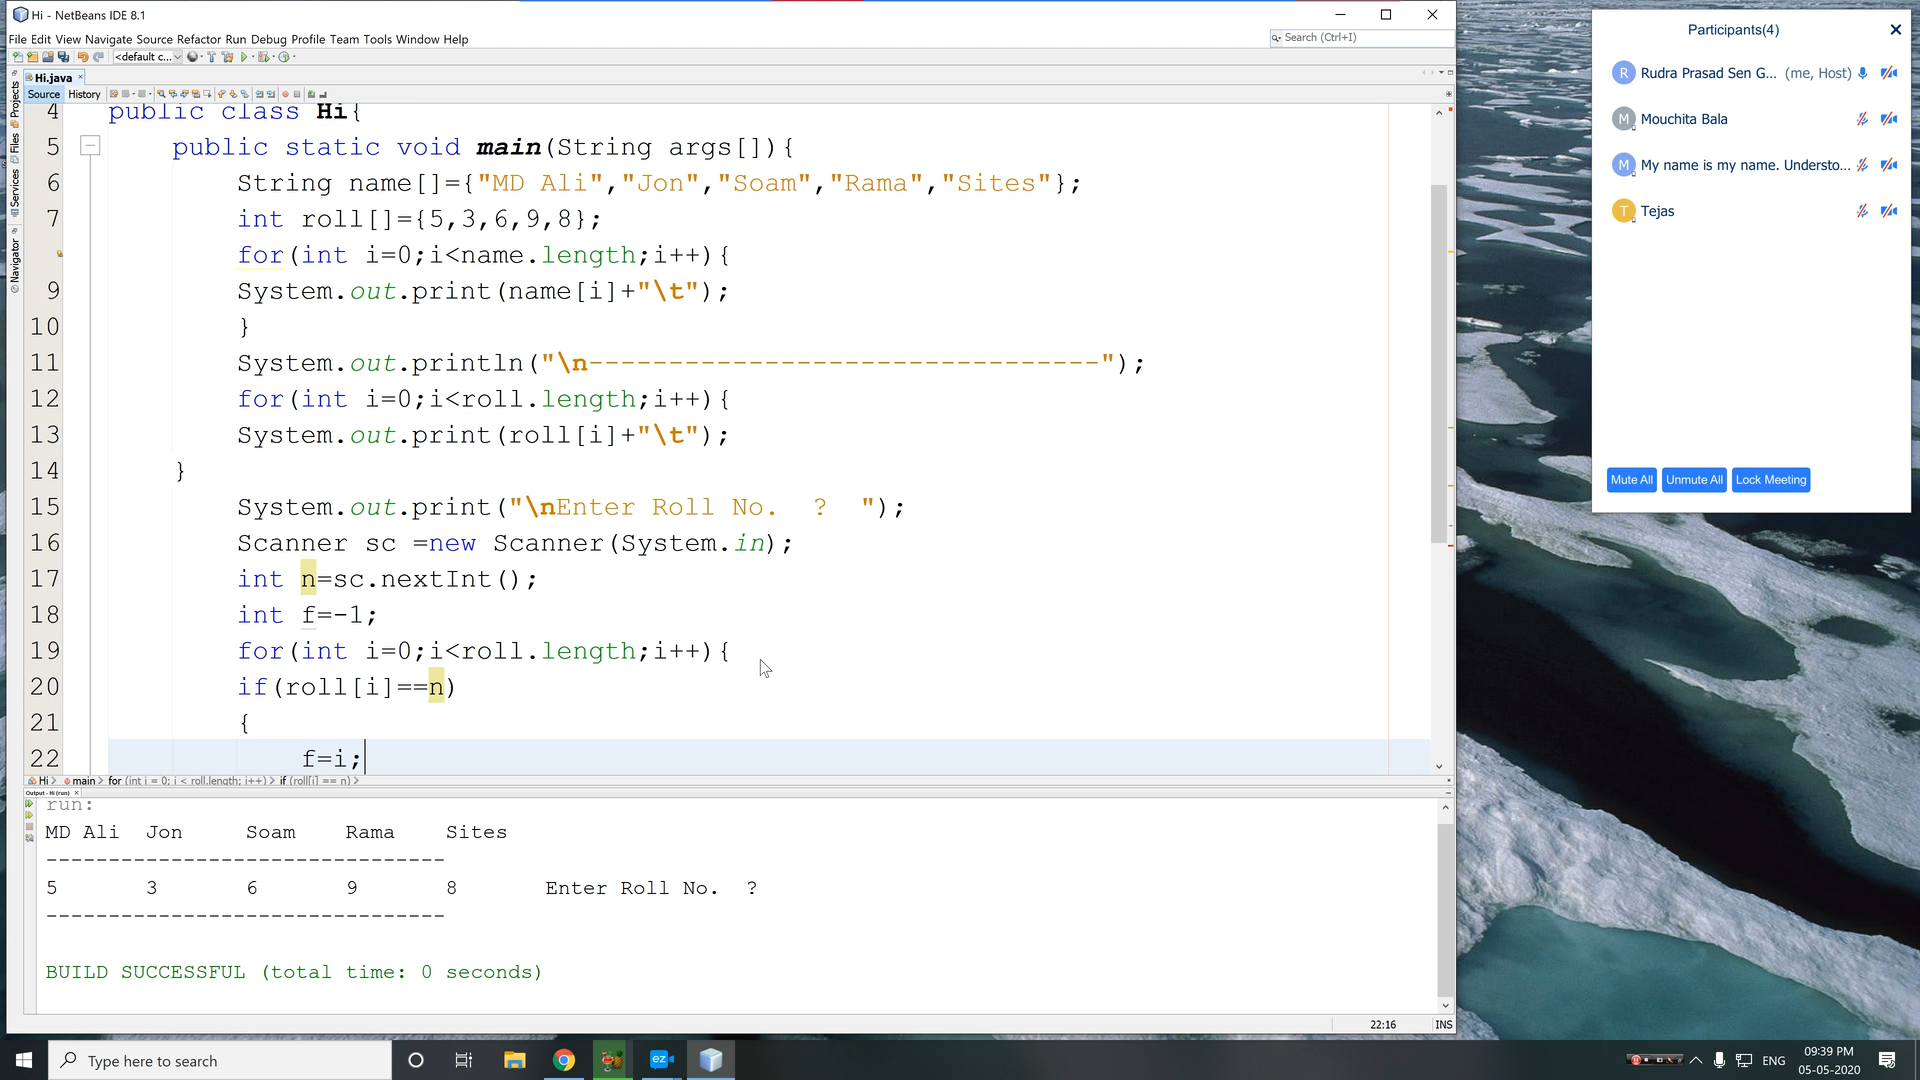 Hi - NetBeans IDE 8.1
File Edit View Navigate Source Refactor Run Debug Profile Team Tools Window Help
Search (Ctrl+I)
<default c...
Hi.java
Source History
Projects
Files
Services
Navigator
4 public class Hi{
5 public static void main(String args[]){
6 String name[]={"MD Ali","Jon","Soam","Rama","Sites"};
7 int roll[]={5,3,6,9,8};
for(int i=0;i<name.length;i++){
9 System.out.print(name[i]+"\t");
10 }
11 System.out.println("\n--------------------------------");
12 for(int i=0;i<roll.length;i++){
13 System.out.print(roll[i]+"\t");
14 }
15 System.out.print("\nEnter Roll No.  ?  ");
16 Scanner sc =new Scanner(System.in);
17 int n=sc.nextInt();
18 int f=-1;
19 for(int i=0;i<roll.length;i++){
20 if(roll[i]==n)
21 {
22 f=i;
Hi > main > for (int i = 0; i < roll.length; i++) > if (roll[i] == n) >
Output - Hi (run)
run:
MD Ali Jon Soam Rama Sites
--------------------------------
5 3 6 9 8 Enter Roll No. ?
--------------------------------
BUILD SUCCESSFUL (total time: 0 seconds)
22:16 INS
Participants(4)
R Rudra Prasad Sen G... (me, Host)
M Mouchita Bala
M My name is my name. Understo...
T Tejas
Mute All Unmute All Lock Meeting
Type here to search
ez
ENG
09:39 PM
05-05-2020